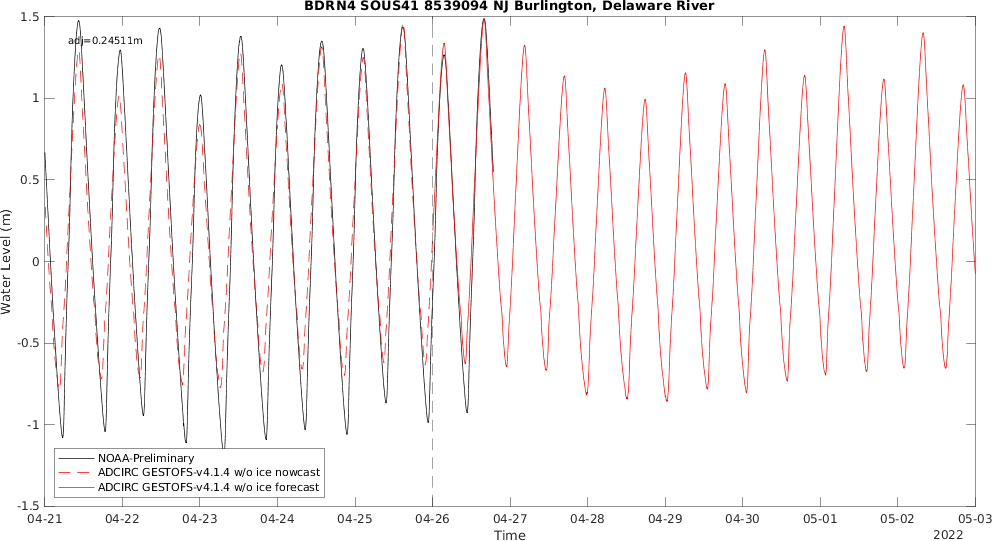 BDRN4 SOUS41 8539094 NJ Burlington, Delaware River
adj=0.24511m
1.5
1
0.5
0
-0.5
-1
-1.5
Water Level (m)
NOAA-Preliminary
ADCIRC GESTOFS-v4.1.4 w/o ice nowcast
ADCIRC GESTOFS-v4.1.4 w/o ice forecast
04-21 04-22 04-23 04-24 04-25 04-26 04-27 04-28 04-29 04-30 05-01 05-02 05-03
Time
2022